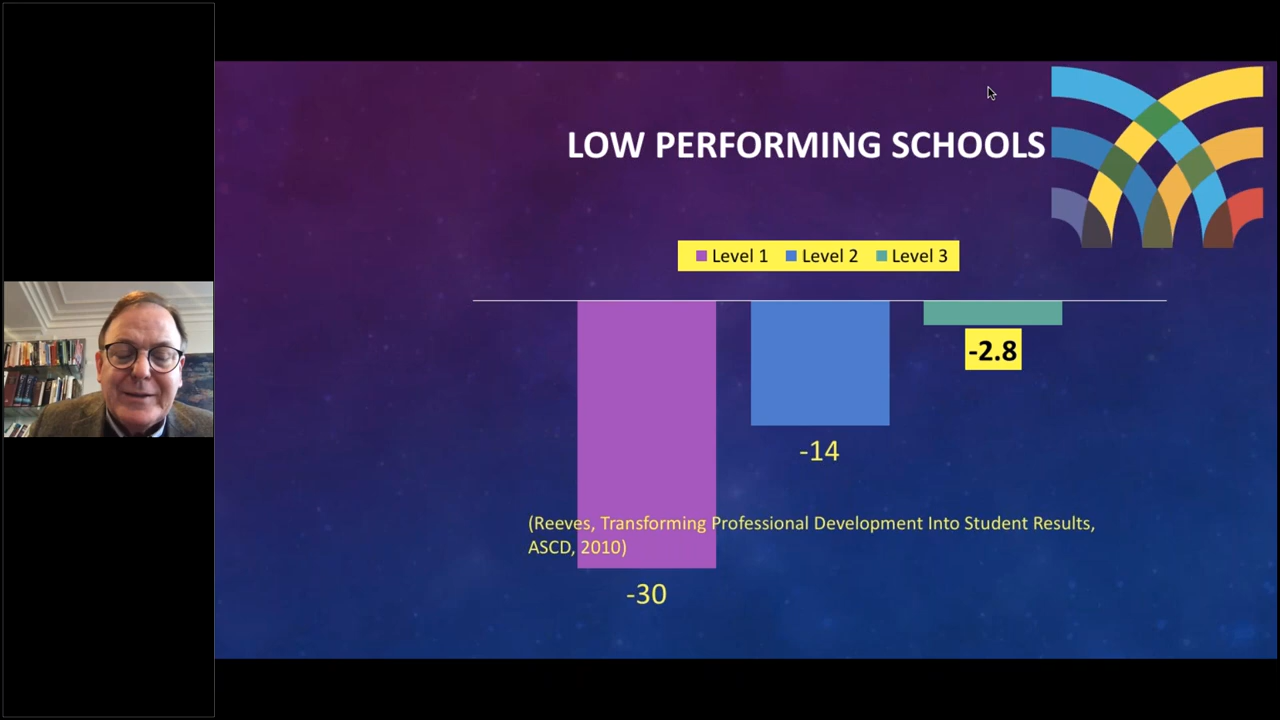 LOW PERFORMING SCHOOLS
Level 1 Level 2 Level 3
-2.8
-14
(Reeves, Transforming Professional Development Into Student Results,
ASCD, 2010)
-30